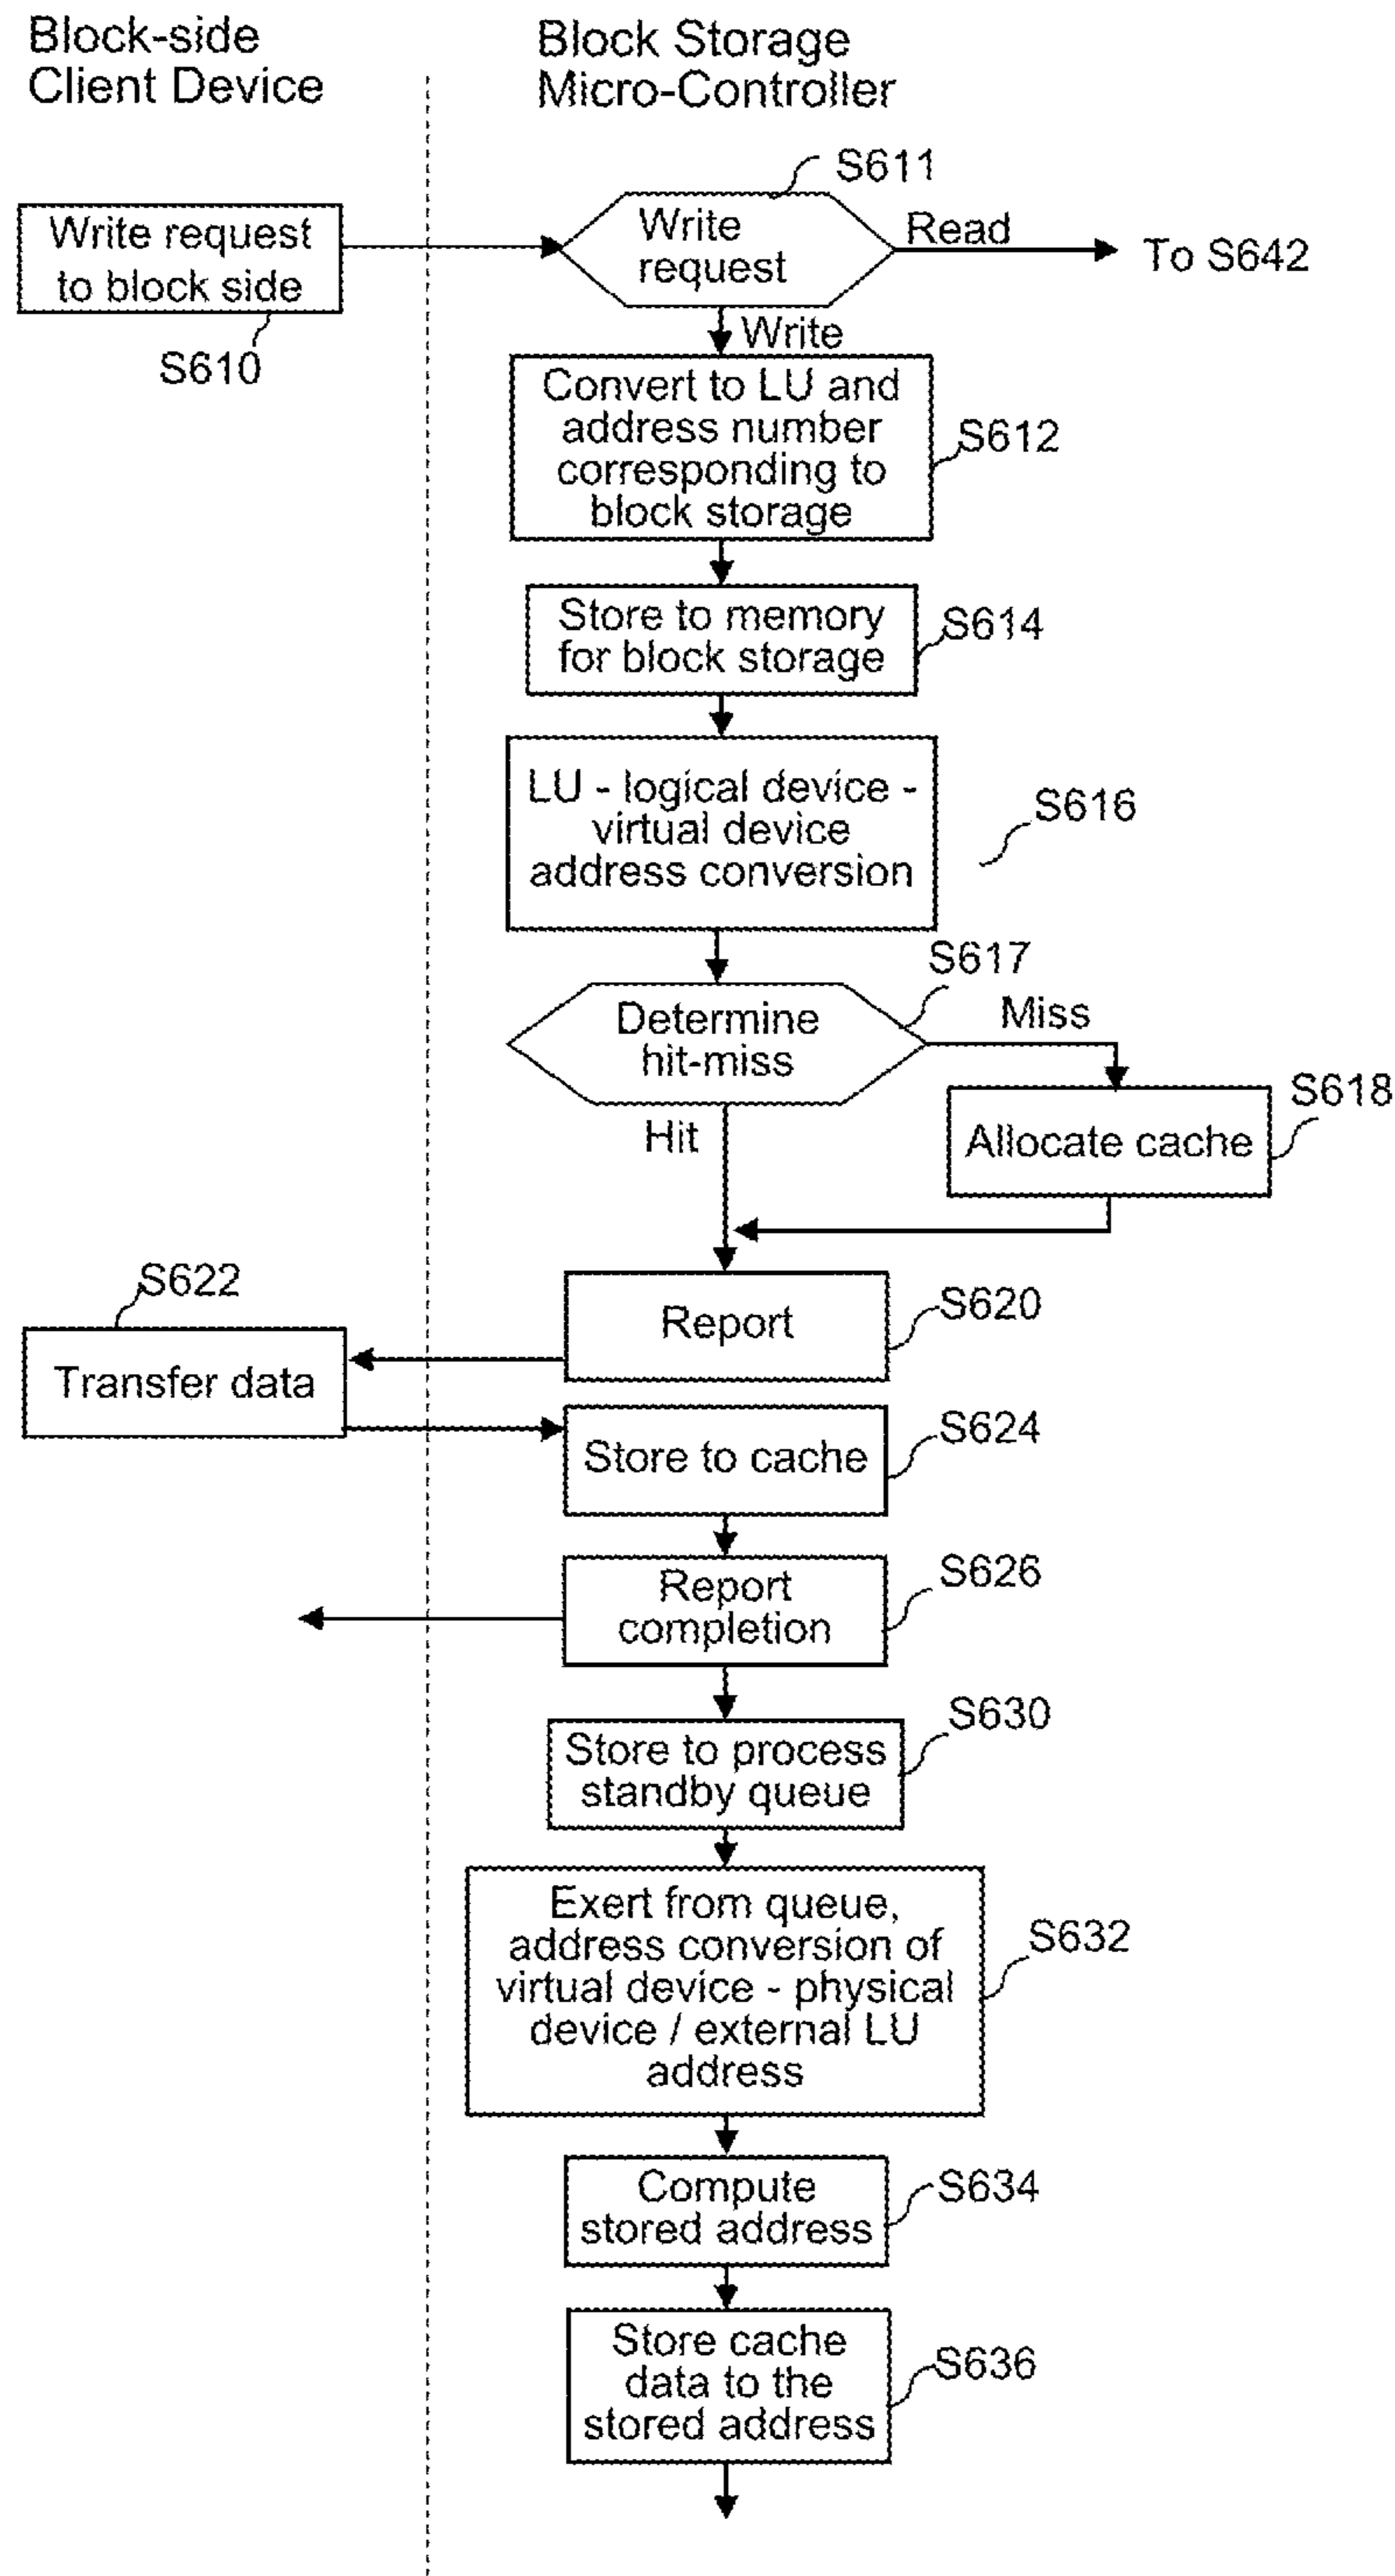 Block-side
Client Device
Block Storage
Micro-Controller
S611
Write request
to block side
S610
Write
request
Read
To S642
Write
Convert to LU and
address number
corresponding to
block storage
S612
Store to memory
for block storage
S614
LU - logical device -
virtual device
address conversion
S616
S617
Determine
hit-miss
Miss
Hit
S618
Allocate cache
S622
Report
S620
Transfer data
Store to cache
S624
Report
completion
S626
S630
Store to process
standby queue
Exert from queue,
address conversion of
virtual device - physical
device / external LU
address
S632
Compute
stored address
S634
Store cache
data to the
stored address
S636